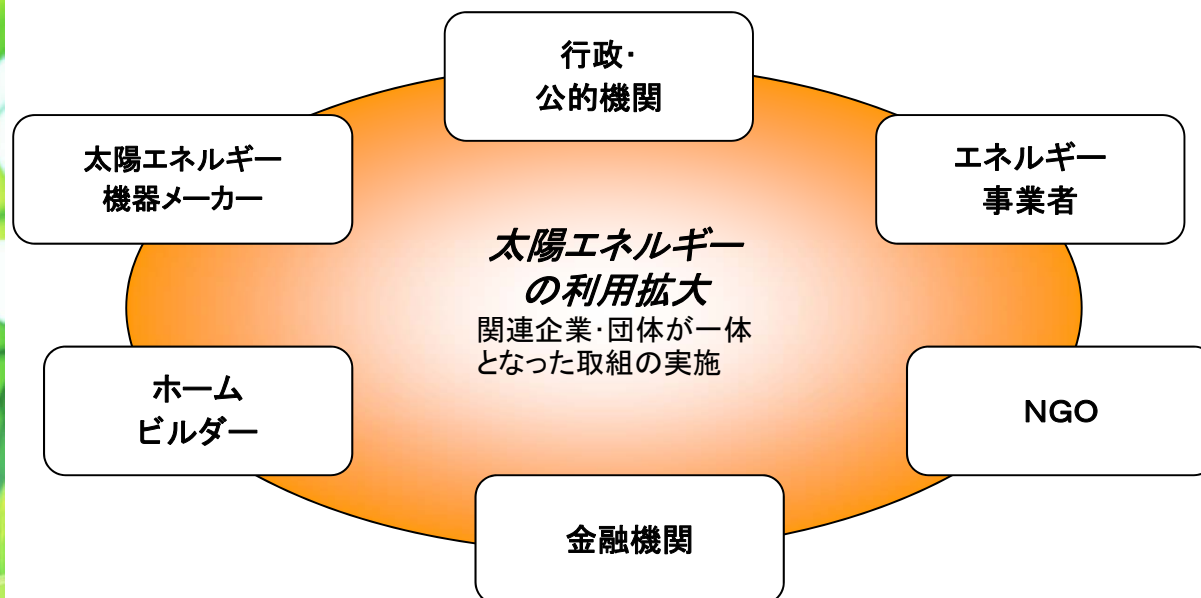 行政・
公的機関
太陽エネルギー
機器メーカー
エネルギー
事業者
太陽エネルギー
の利用拡大
関連企業・団体が一体
となった取組の実施
ホーム
ビルダー
NGO
金融機関